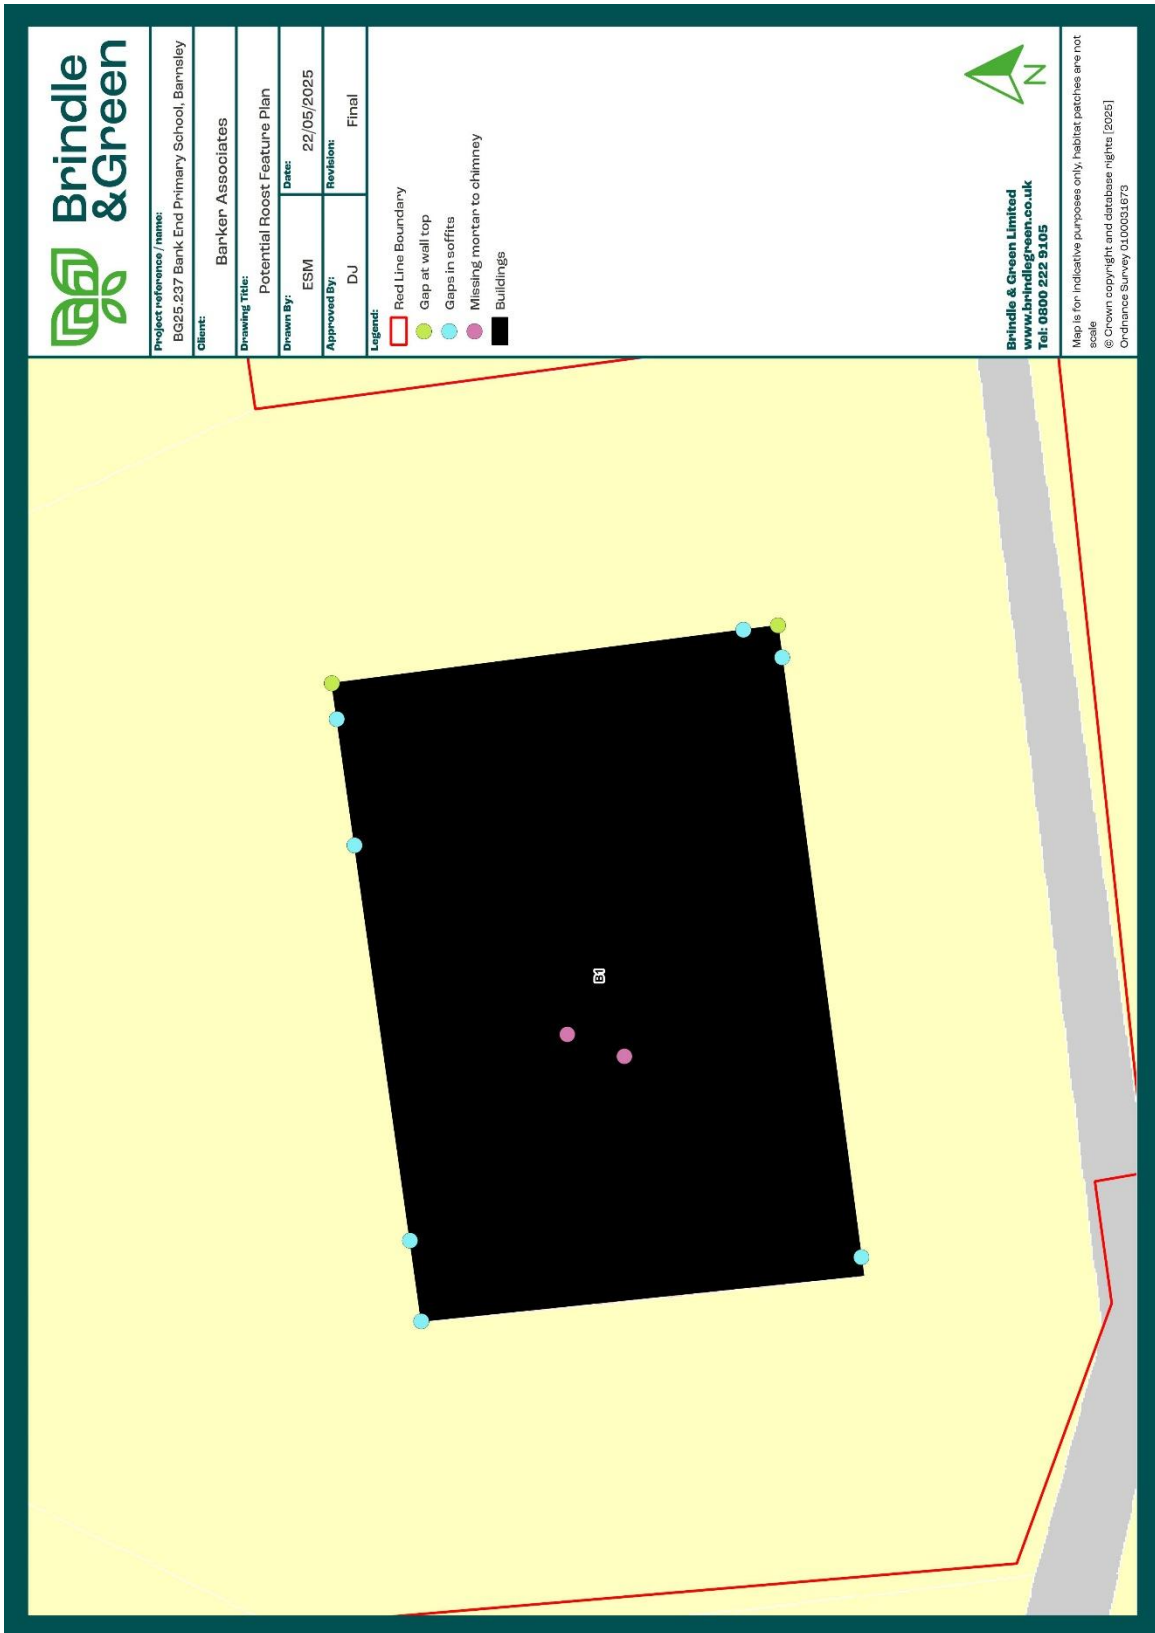 Brindle
&Green
Project reference / name:
BG25.237 Bank End Primary School, Barnsley
Client:
Barker Associates
Drawing Title:
Potential Roost Feature Plan
Drawn By:
ESM
Date:
22/05/2025
Approved By:
DJ
Revision:
Final
Legend:
Red Line Boundary
Gap at wall top
Gaps in soffits
Missing mortar to chimney
Buildings
N
Brindle & Green Limited
www.brindlegreen.co.uk
Tel: 0800 222 9105
Map is for indicative purposes only, habitat patches are not
scale
© Crown copyright and database rights [2025]
Ordnance Survey 0100031673
B1